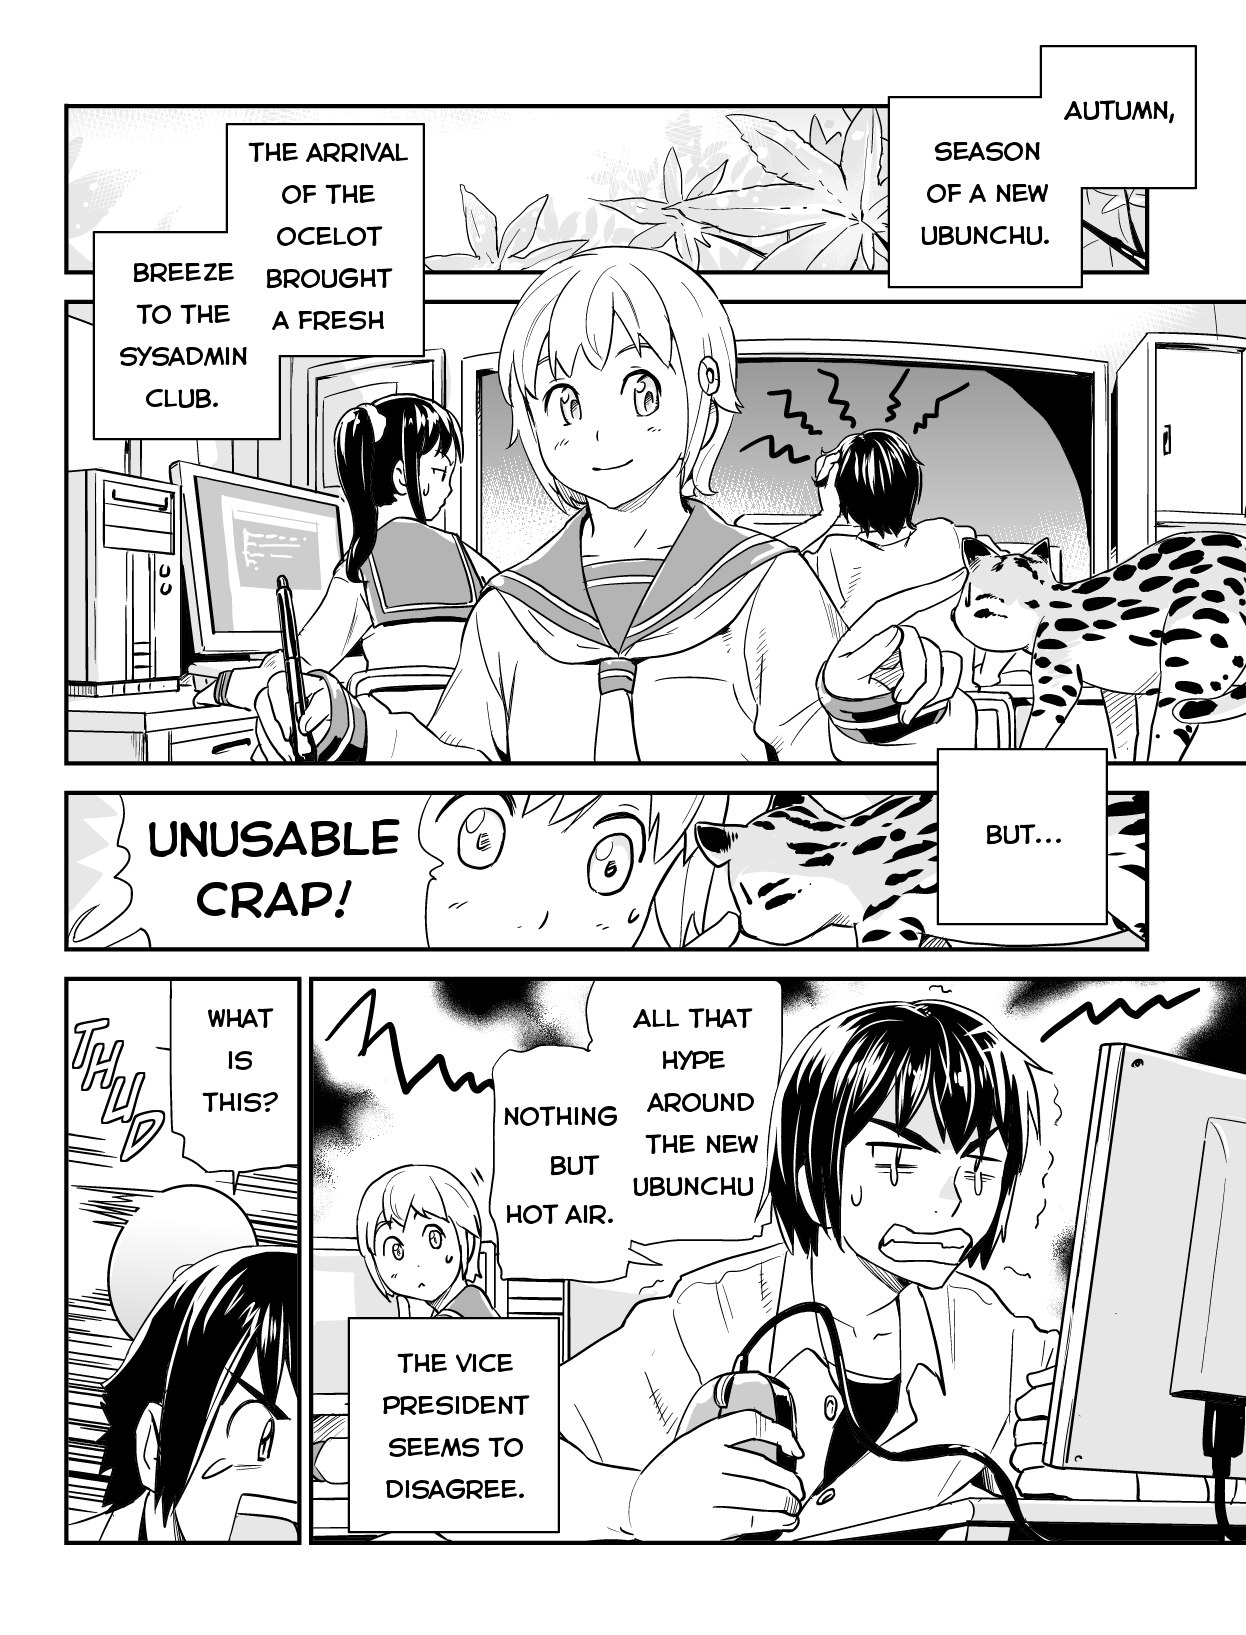 AUTUMN,
SEASON
OF A NEW
UBUNCHU.
THE ARRIVAL
OF THE
OCELOT
BROUGHT
A FRESH
BREEZE
TO THE
SYSADMIN
CLUB.
BUT...
UNUSABLE
CRAP!
ALL THAT
HYPE
AROUND
THE NEW
UBUNCHU
NOTHING
BUT
HOT AIR.
THE VICE
PRESIDENT
SEEMS TO
DISAGREE.
WHAT
IS
THIS?
THUD